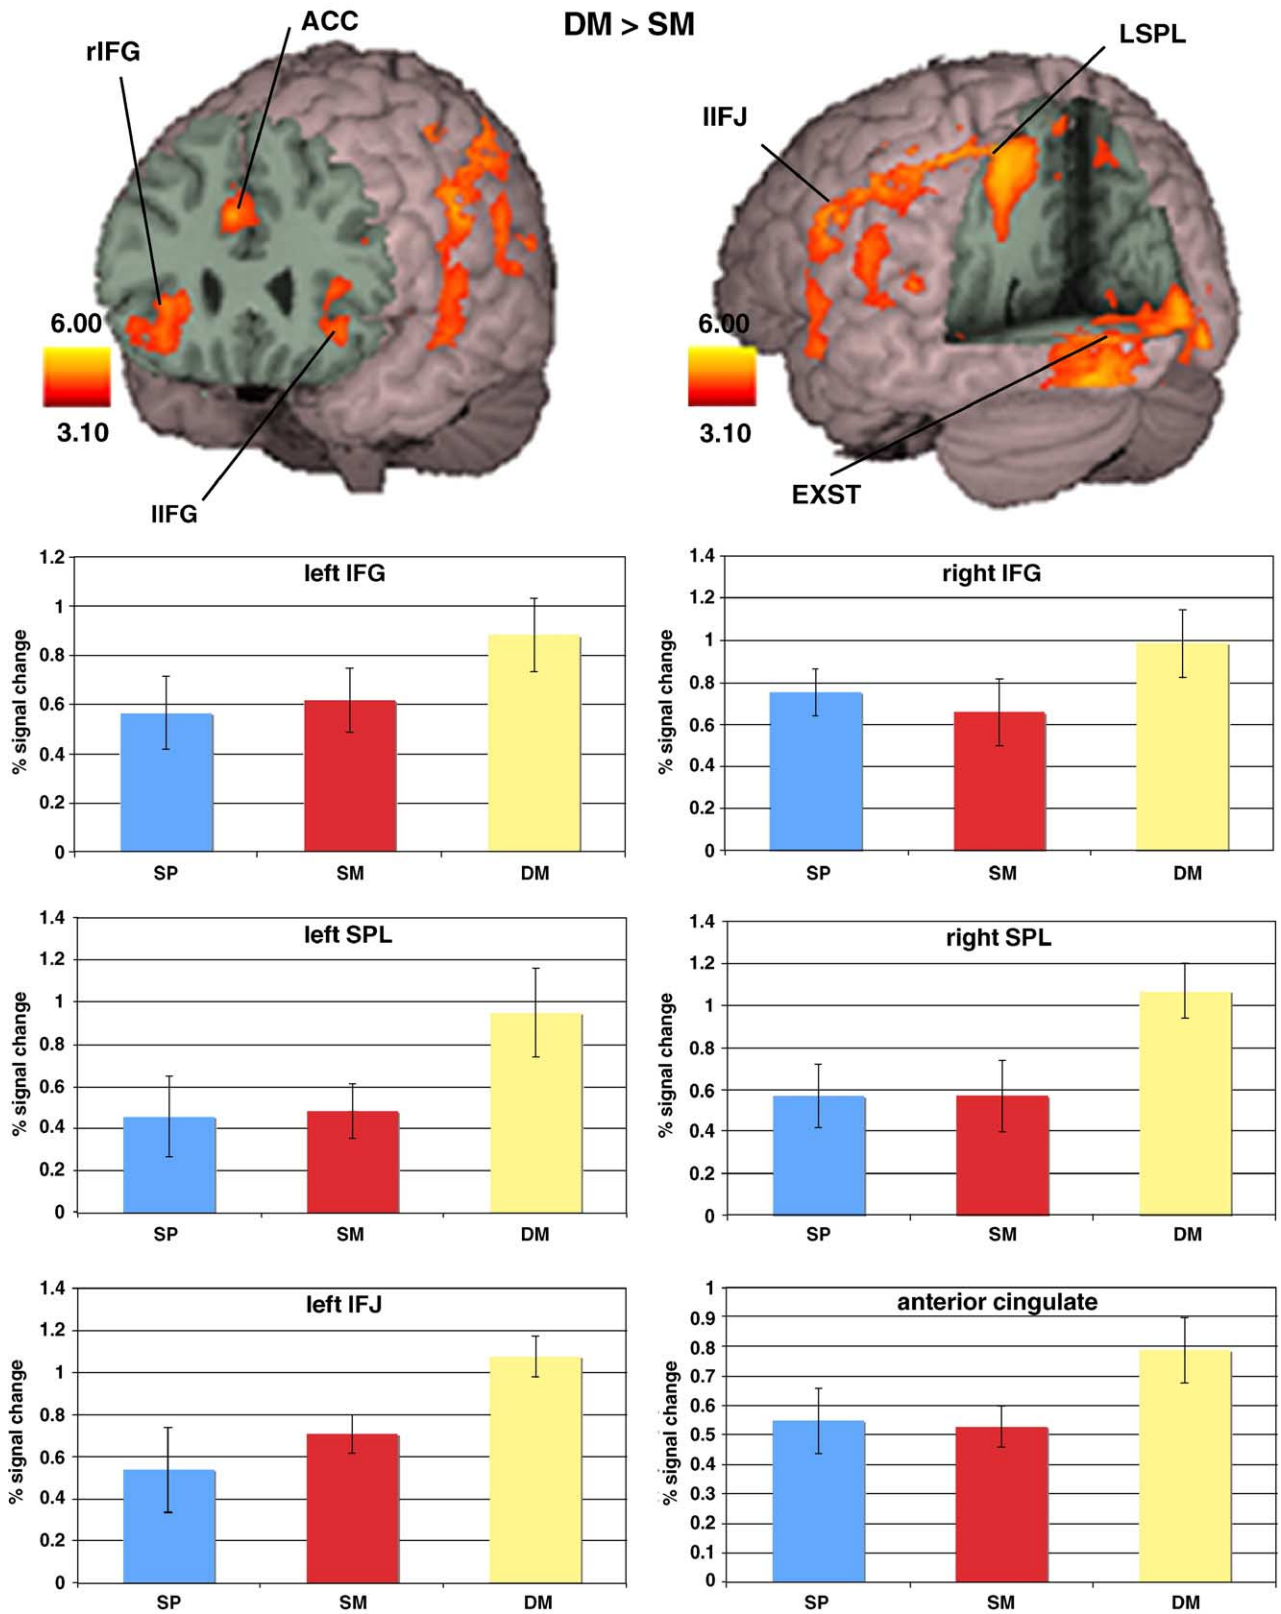 DM > SM
ACC
rIFG
6.00
3.10
lIFG
LSPL
lIFJ
6.00
3.10
EXST
left IFG
% signal change
1.2
1
0.8
0.6
0.4
0.2
0
SP SM DM
right IFG
% signal change
1.4
1.2
1
0.8
0.6
0.4
0.2
0
SP SM DM
left SPL
% signal change
1.4
1.2
1
0.8
0.6
0.4
0.2
0
SP SM DM
right SPL
% signal change
1.4
1.2
1
0.8
0.6
0.4
0.2
0
SP SM DM
left IFJ
% signal change
1.4
1.2
1
0.8
0.6
0.4
0.2
0
SP SM DM
anterior cingulate
% signal change
1
0.9
0.8
0.7
0.6
0.5
0.4
0.3
0.2
0.1
0
SP SM DM